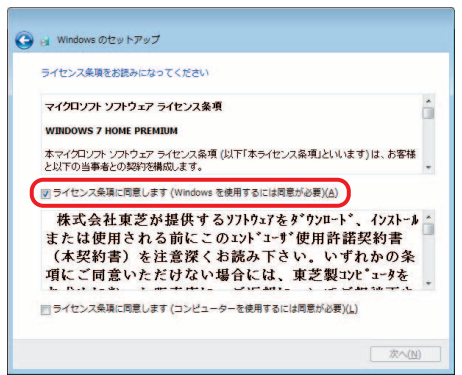 Windows のセットアップ
ライセンス条項をお読みになってください
マイクロソフト ソフトウェア ライセンス条項
WINDOWS 7 HOME PREMIUM
本マイクロソフト ソフトウェア ライセンス条項 (以下「本ライセンス条項」といいます) は、お客様
と以下の当事者との契約を構成します。
ライセンス条項に同意します (Windows を使用するには同意が必要)(A)
株式会社東芝が提供するソフトウェアをダウンロード、インストール
または使用される前にこのエンドユーザ使用許諾契約書
(本契約書)を注意深くお読み下さい。いずれかの条
項にご同意いただけない場合には、東芝製コンピュータを
ライセンス条項に同意します (コンピューターを使用するには同意が必要)(L)
次へ(N)